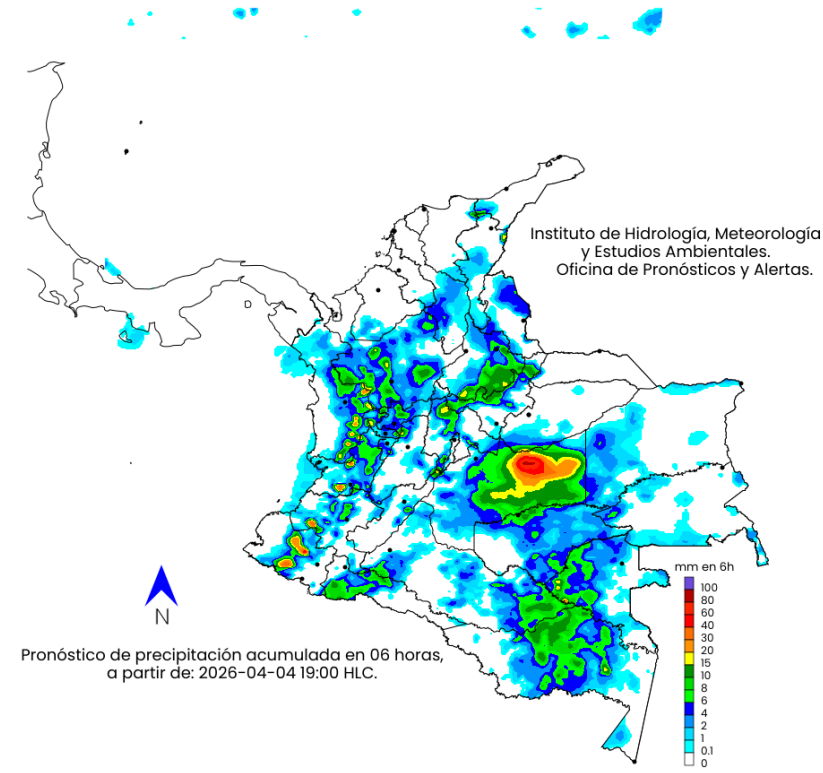 Instituto de Hidrología, Meteorología
y Estudios Ambientales.
Oficina de Pronósticos y Alertas.
mm en 6h
100
80
60
40
30
20
15
10
8
6
4
2
1
0.1
0
N
Pronóstico de precipitación acumulada en 06 horas,
a partir de: 2026-04-04 19:00 HLC.